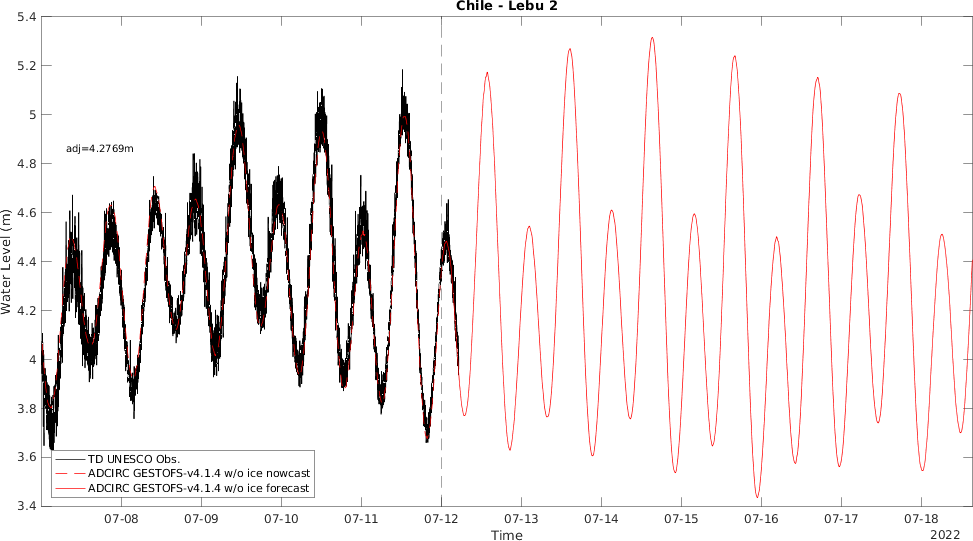 Chile - Lebu 2
5.4
5.2
5
4.8
4.6
4.4
4.2
4
3.8
3.6
3.4
Water Level (m)
adj=4.2769m
TD UNESCO Obs.
ADCIRC GESTOFS-v4.1.4 w/o ice nowcast
ADCIRC GESTOFS-v4.1.4 w/o ice forecast
07-08 07-09 07-10 07-11 07-12 07-13 07-14 07-15 07-16 07-17 07-18
Time
2022